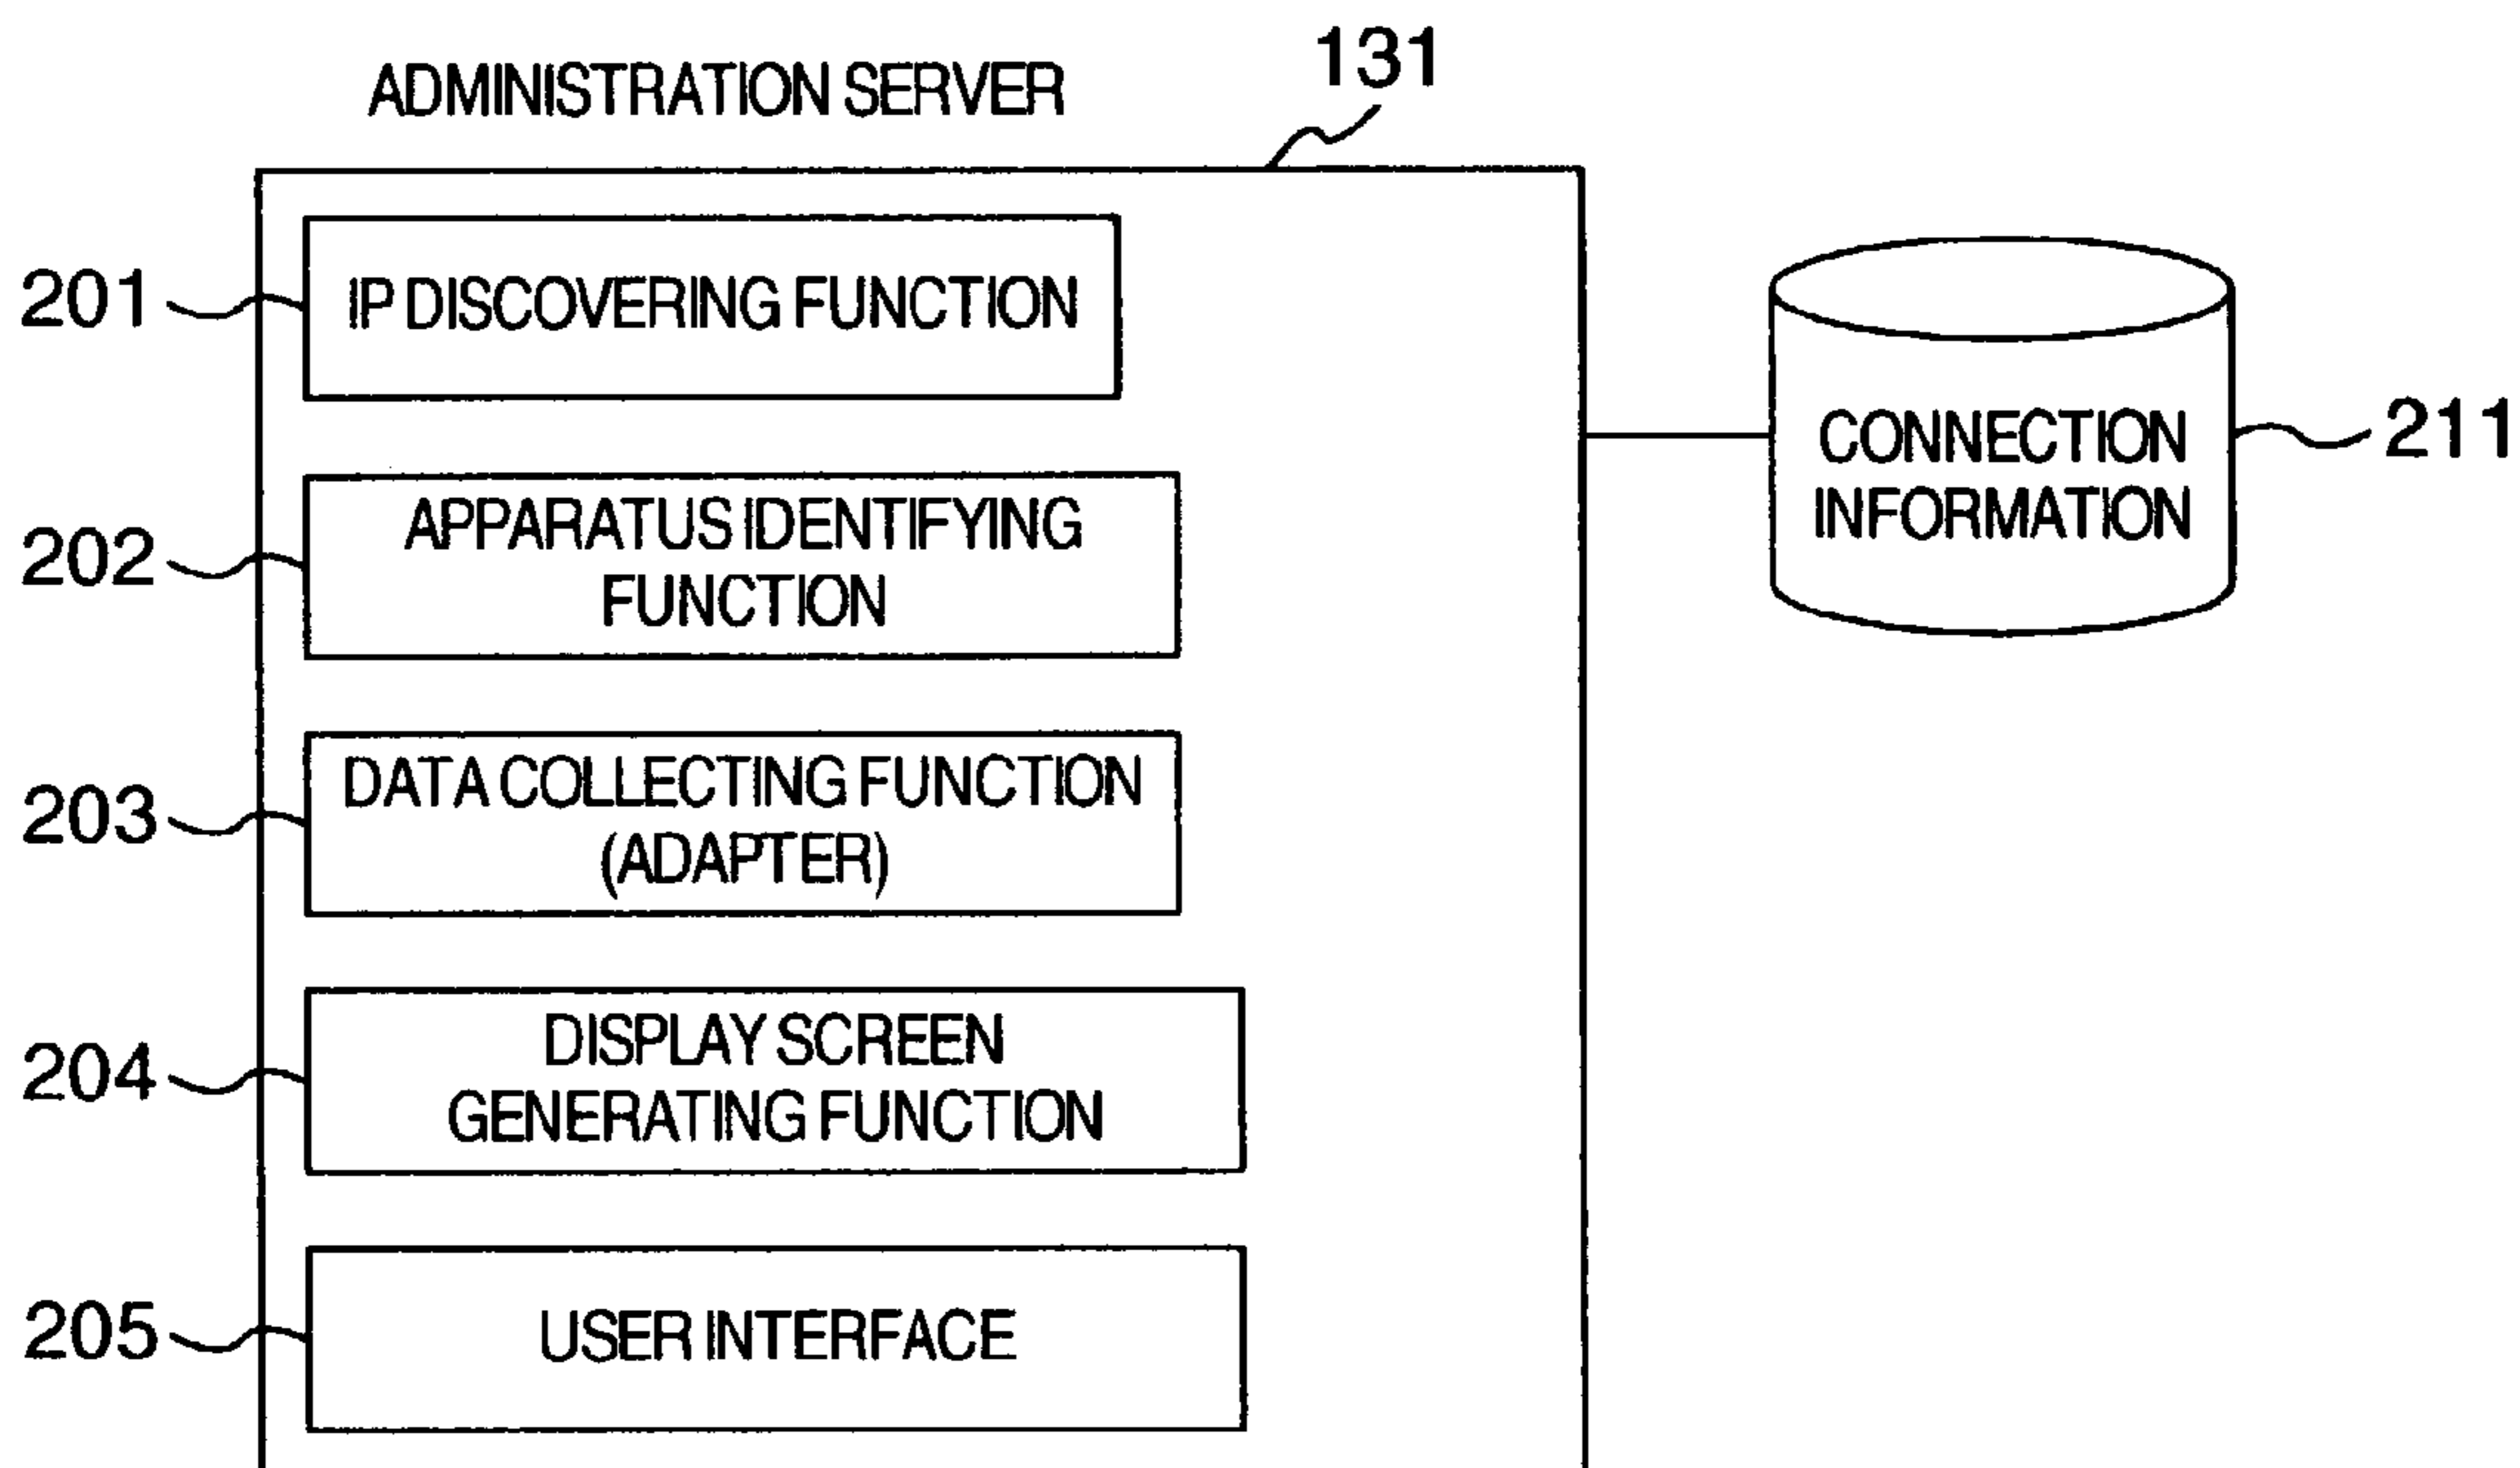 131
ADMINISTRATION SERVER
201
IP DISCOVERING FUNCTION
202
APPARATUS IDENTIFYING
FUNCTION
203
DATA COLLECTING FUNCTION
(ADAPTER)
204
DISPLAY SCREEN
GENERATING FUNCTION
205
USER INTERFACE
CONNECTION
INFORMATION
211